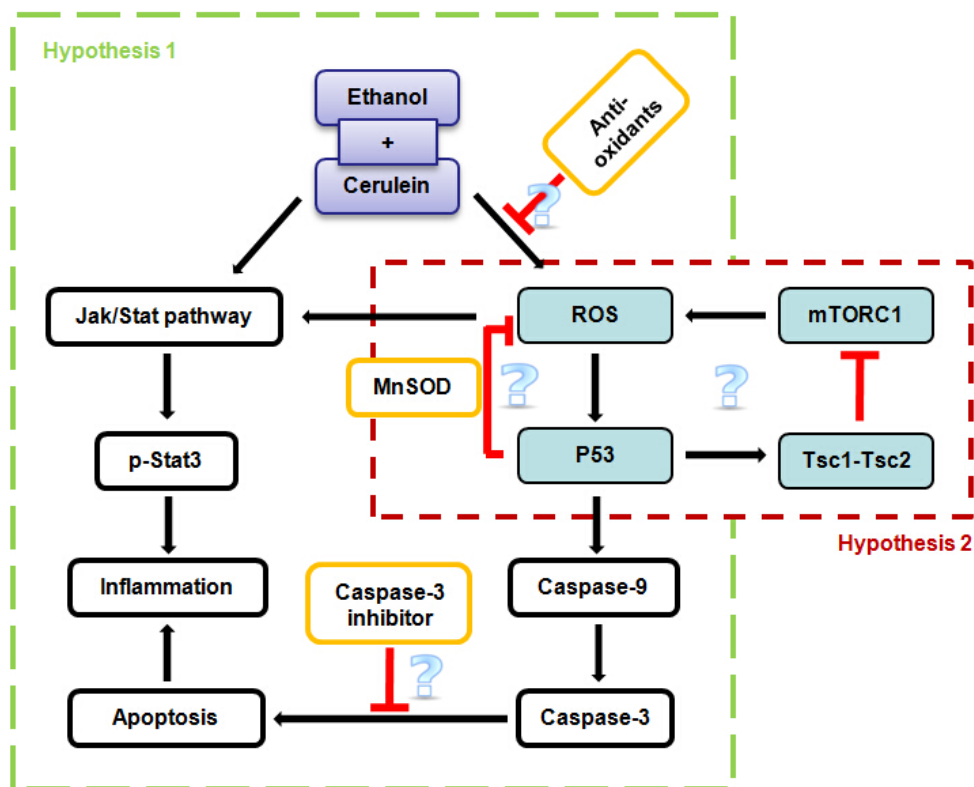 Hypothesis 1
Ethanol
+
Cerulein
Anti-
oxidants
?
Jak/Stat pathway
ROS
mTORC1
MnSOD
?
?
p-Stat3
P53
Tsc1-Tsc2
Hypothesis 2
Inflammation
Caspase-3
inhibitor
Caspase-9
?
Apoptosis
Caspase-3